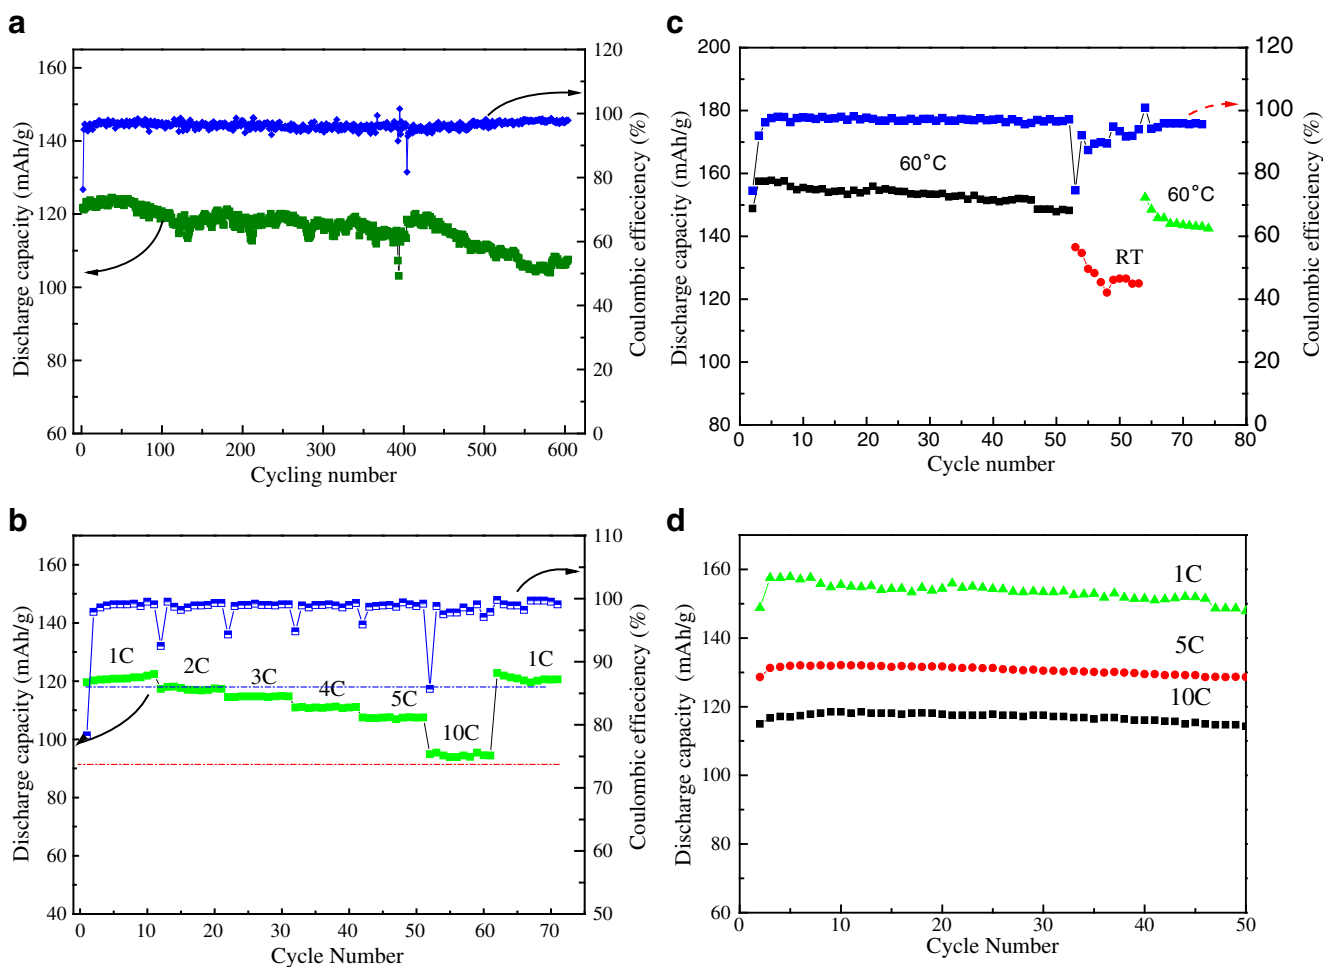 a
160
140
120
100
80
60
0
100
200
300
400
500
600
120
100
80
60
40
20
0
Discharge capacity (mAh/g)
Coulombic effieciency (%)
Cycling number
c
200
180
160
140
120
100
80
0
10
20
30
40
50
50
70
80
120
100
80
60
40
20
0
60°C
RT
60°C
Discharge capacity (mAh/g)
Coulombic effieciency (%)
Cycle number
b
160
140
120
100
80
60
40
0
10
20
30
40
50
60
70
110
100
90
80
70
60
50
1C
2C
3C
4C
5C
10C
1C
Discharge capacity (mAh/g)
Coulombic effieciency (%)
Cycle Number
d
160
140
120
100
80
60
0
10
20
30
40
50
1C
5C
10C
Discharge capacity (mAh/g)
Cycle Number